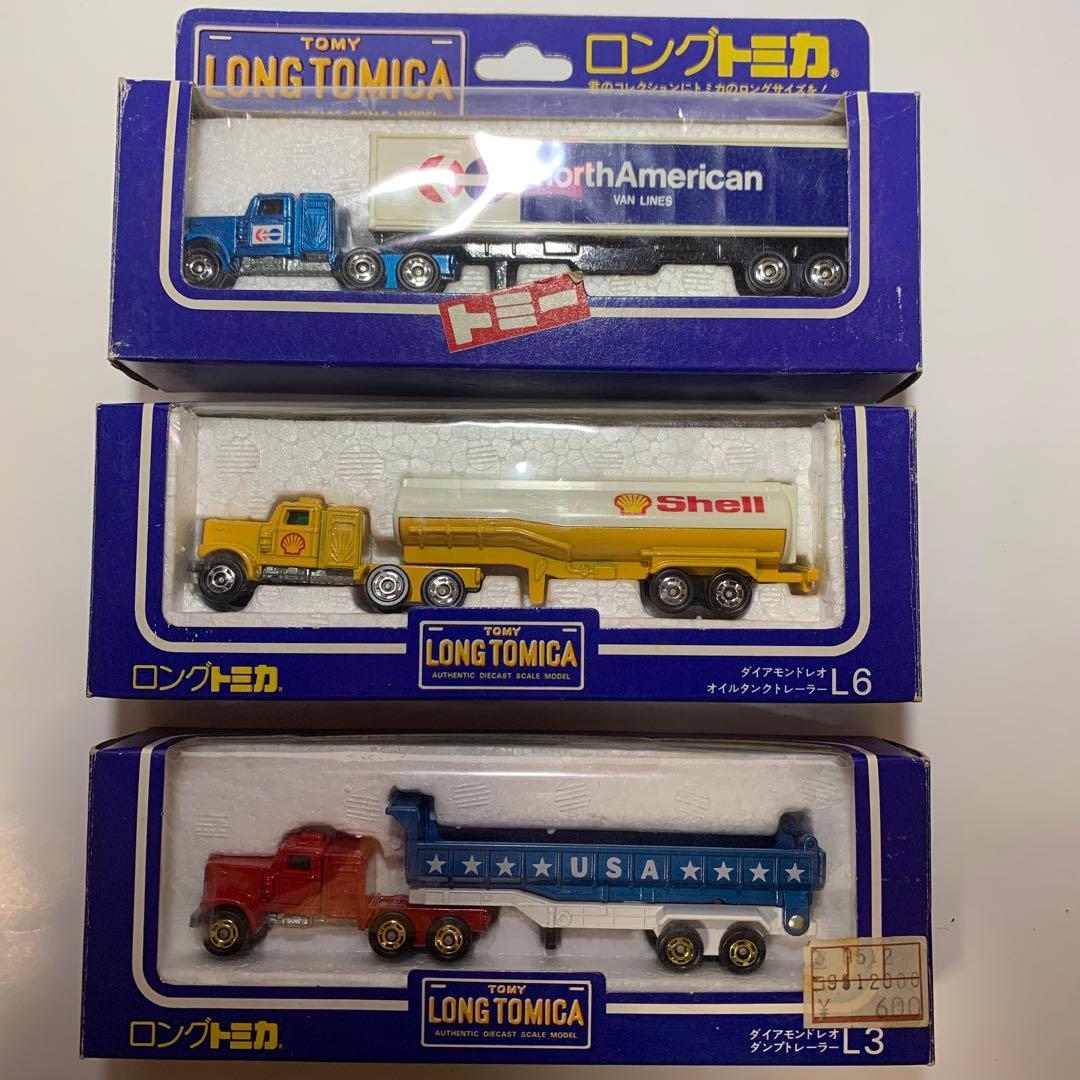 TOMY
LONG TOMICA
ロングトミカ®
君のコレクションにトミカのロングサイズを!
DIECAST SCALE MODEL
NorthAmerican
VAN LINES
トミー
Shell
TOMY
LONG TOMICA
AUTHENTIC DIECAST SCALE MODEL
ロングトミカ®
ダイアモンドレオ
オイルタンクトレーラー L6
★★★★USA★★★★
TOMY
LONG TOMICA
AUTHENTIC DIECAST SCALE MODEL
ロングトミカ®
ダイアモンドレオ
ダンプトレーラー L3
0512
¥ 600